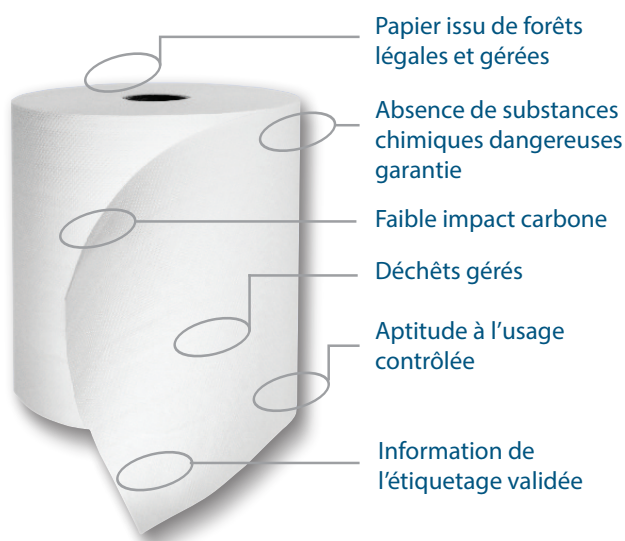 Papier issu de forêts
légales et gérées
Absence de substances
chimiques dangereuses
garantie
Faible impact carbone
Déchêts gérés
Aptitude à l’usage
contrôlée
Information de
l’étiquetage validée